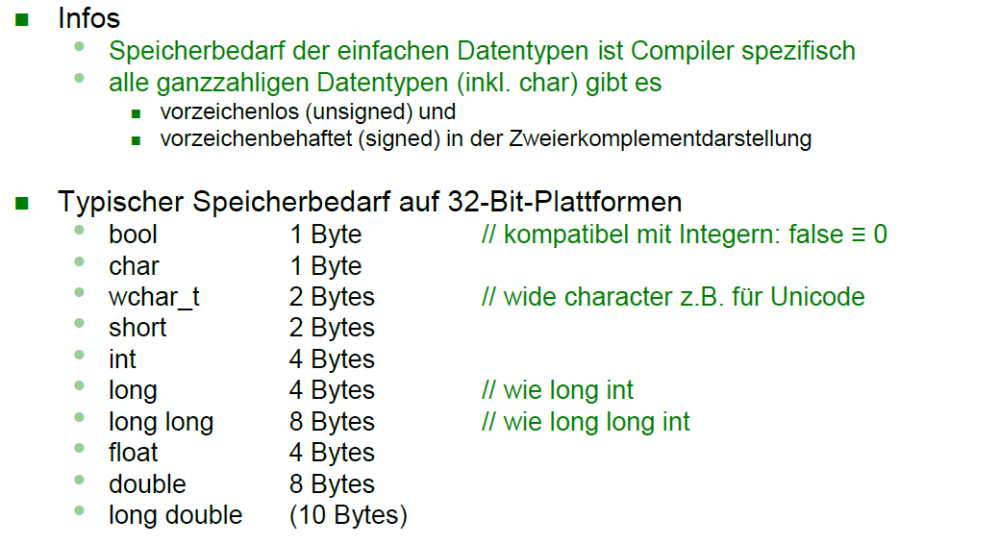 Infos
Speicherbedarf der einfachen Datentypen ist Compiler spezifisch
alle ganzzahligen Datentypen (inkl. char) gibt es
vorzeichenlos (unsigned) und
vorzeichenbehaftet (signed) in der Zweierkomplementdarstellung
Typischer Speicherbedarf auf 32-Bit-Plattformen
bool 1 Byte // kompatibel mit Integern: false ≡ 0
char 1 Byte
wchar_t 2 Bytes // wide character z.B. für Unicode
short 2 Bytes
int 4 Bytes
long 4 Bytes // wie long int
long long 8 Bytes // wie long long int
float 4 Bytes
double 8 Bytes
long double (10 Bytes)